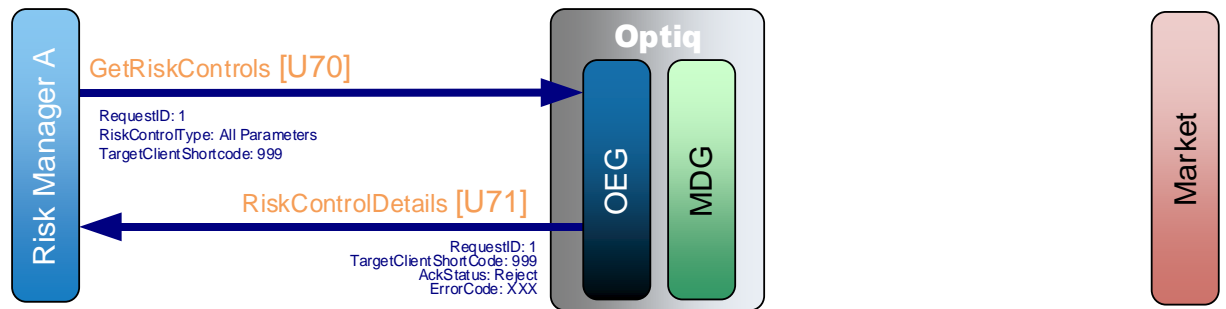 Risk Manager A
GetRiskControls [U70]
RequestID: 1
RiskControlType: All Parameters
TargetClientShortcode: 999
RiskControlDetails [U71]
RequestID: 1
TargetClientShortCode: 999
AckStatus: Reject
ErrorCode: XXX
Optiq
OEG
MDG
Market